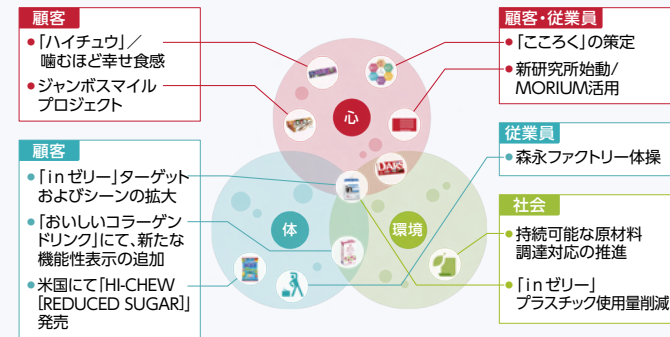 顧客
●「ハイチュウ」／
噛むほど幸せ食感
●ジャンボスマイル
プロジェクト
顧客
●「inゼリー」ターゲット
およびシーンの拡大
●「おいしいコラーゲン
ドリンク」にて、新たな
機能性表示の追加
●米国にて「HI-CHEW
[REDUCED SUGAR]」
発売
心
DARS
体
環境
顧客・従業員
●「こころく」の策定
●新研究所始動/
MORIUM活用
従業員
●森永ファクトリー体操
社会
●持続可能な原材料
調達対応の推進
●「inゼリー」
プラスチック使用量削減